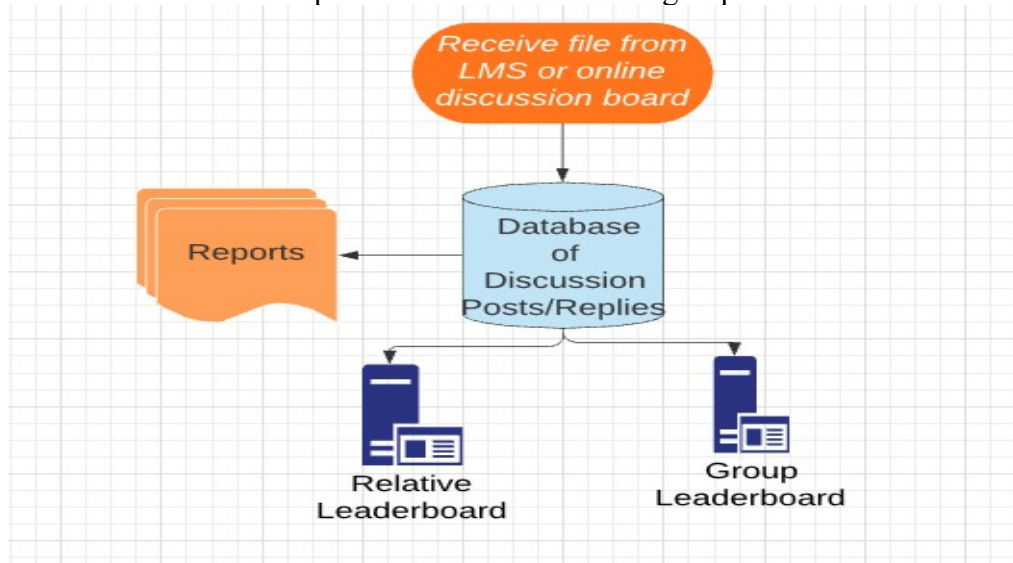 Receive file from
LMS or online
discussion board
Database
of
Discussion
Posts/Replies
Reports
Relative
Leaderboard
Group
Leaderboard